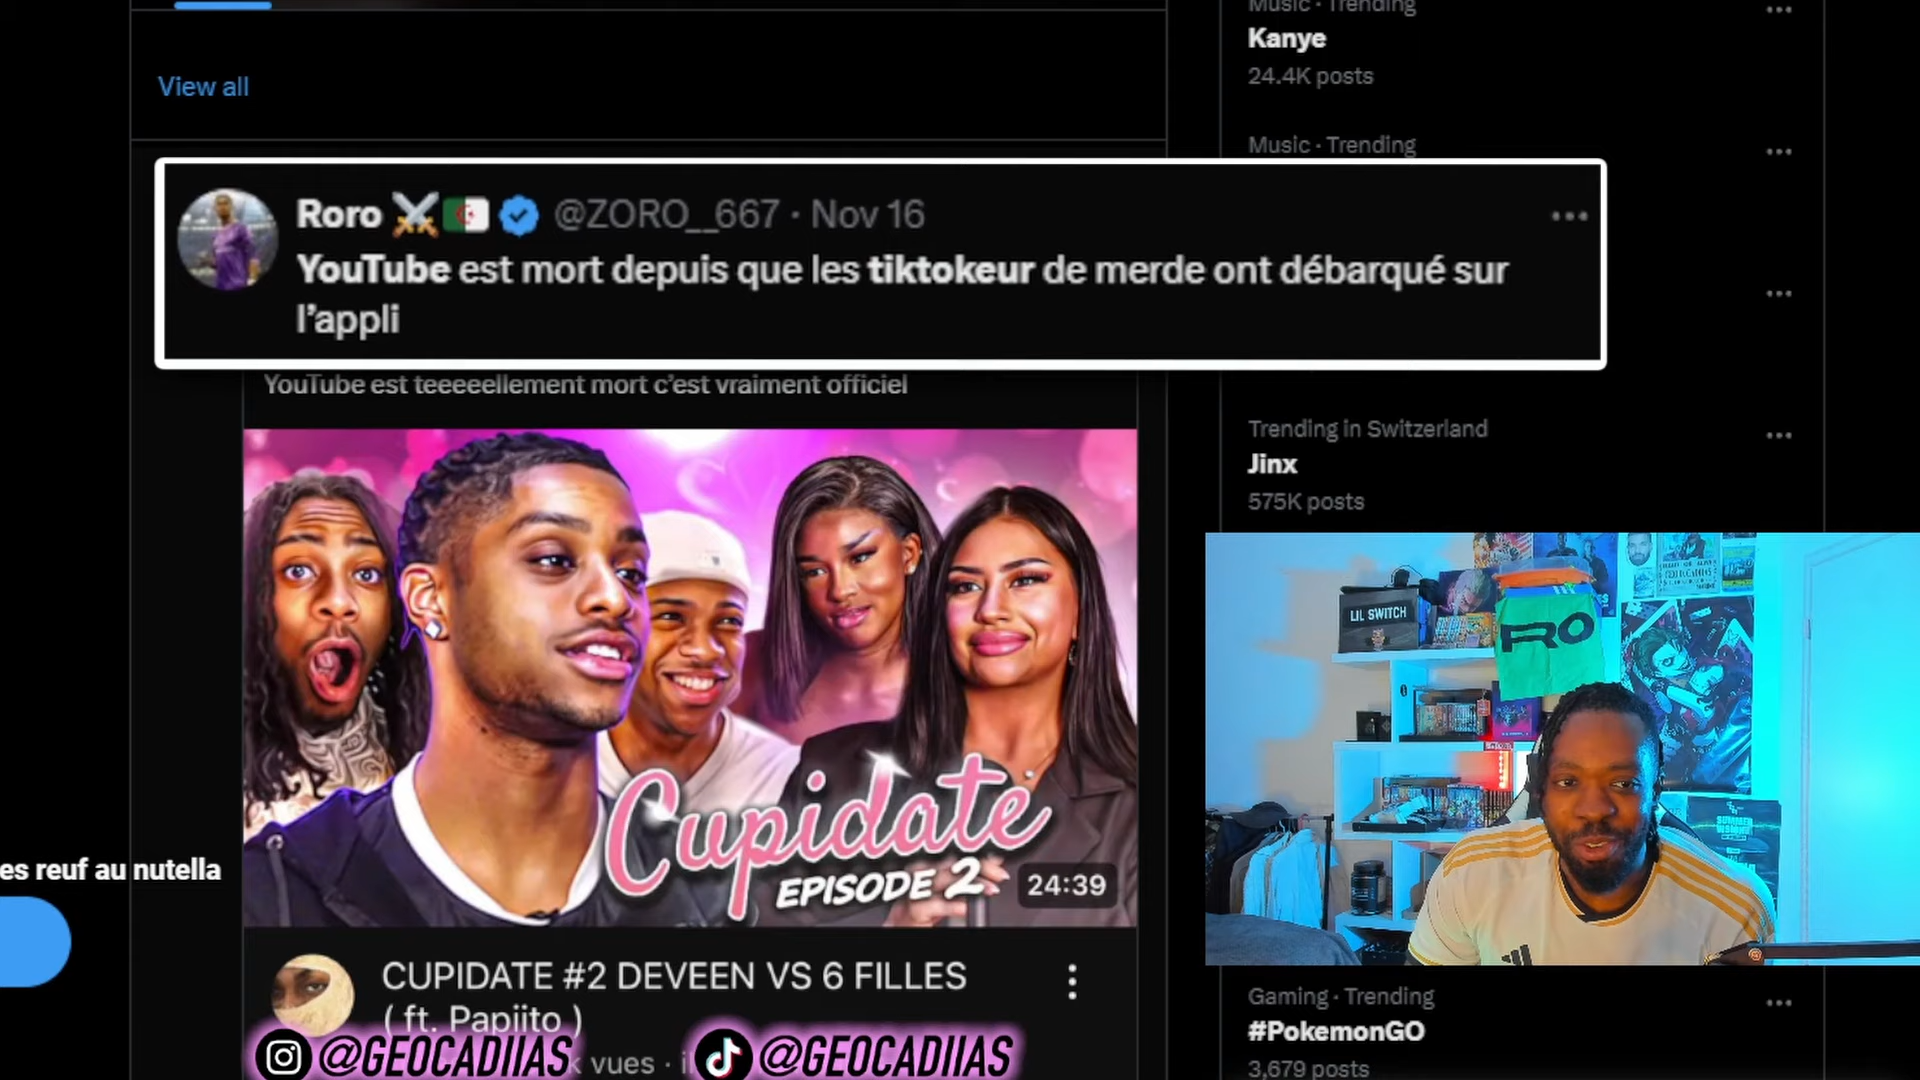 Music · Trending
Kanye
24.4K posts
View all
Music · Trending
Roro @ZORO__667 · Nov 16
YouTube est mort depuis que les tiktokeur de merde ont débarqué sur
l'appli
YouTube est teeeeellement mort c'est vraiment officiel
Trending in Switzerland
Jinx
575K posts
LIL SWITCH
RO
Cupidate
EPISODE 2
24:39
es reuf au nutella
CUPIDATE #2 DEVEEN VS 6 FILLES
( ft. Papiito )
@GEOCADIIAS
k vues · i
@GEOCADIIAS
Gaming · Trending
#PokemonGO
3,679 posts